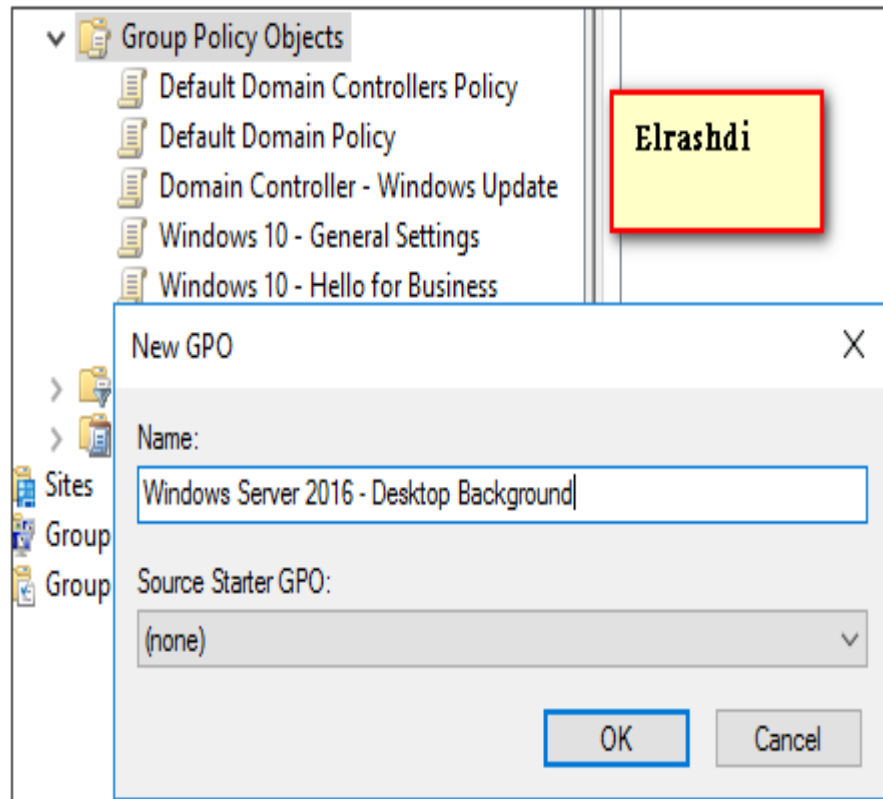 Group Policy Objects
Default Domain Controllers Policy
Default Domain Policy
Domain Controller - Windows Update
Windows 10 - General Settings
Windows 10 - Hello for Business
Elrashdi
Sites
Group
Group
New GPO
Name:
Windows Server 2016 - Desktop Background
Source Starter GPO:
(none)
OK
Cancel